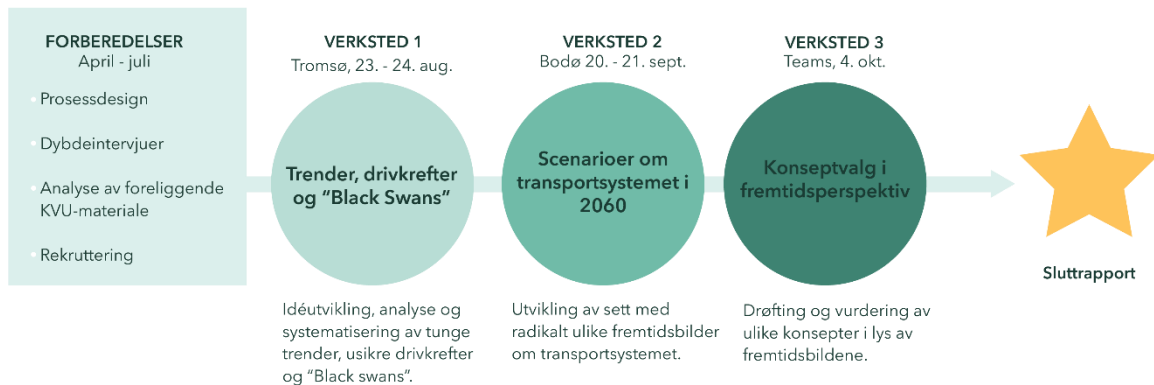 FORBEREDELSER
April - juli
Prosessdesign
Dybdeintervjuer
Analyse av foreliggende
KVU-materiale
Rekruttering
VERKSTED 1
Tromsø, 23. - 24. aug.
Trender, drivkrefter
og “Black Swans”
Idéutvikling, analyse og
systematisering av tunge
trender, usikre drivkrefter
og “Black swans”.
VERKSTED 2
Bodø 20. - 21. sept.
Scenarioer om
transportsystemet i
2060
Utvikling av sett med
radikalt ulike fremtidsbilder
om transportsystemet.
VERKSTED 3
Teams, 4. okt.
Konseptvalg i
fremtidsperspektiv
Drøfting og vurdering av
ulike konsepter i lys av
fremtidsbildene.
Sluttrapport